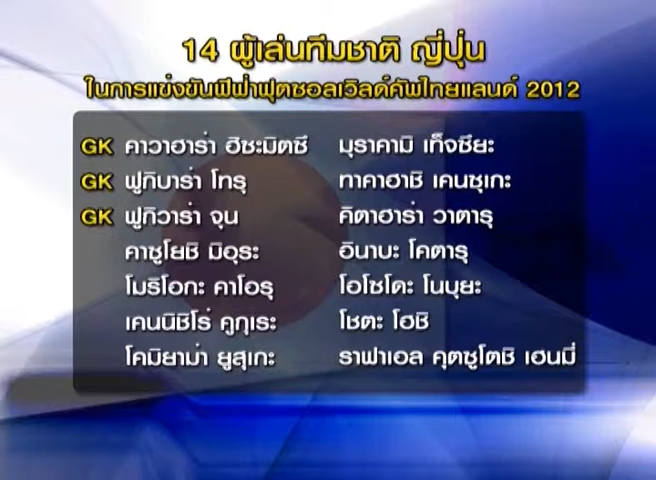 14 ผู้เล่นทีมชาติ ญี่ปุ่น
ในการแข่งขันฟีฟ่าฟุตซอลเวิลด์คัพไทยแลนด์ 2012
GK คาวาฮาร่า ฮิซะมิตซึ
GK ฟูกิบาร่า โทรุ
GK ฟูกิวาร่า จุน
คาซูโยชิ มิอุระ
โมริโอกะ คาโอรุ
เคนนิชิโร่ คูกุเระ
โคมิยาม่า ยูสุเกะ
มุราคามิ เท็จซึยะ
ทาคาฮาชิ เคนซุเกะ
คิตาฮาร่า วาตารุ
อินาบะ โคตารุ
โอโซโดะ โนบุยะ
โชตะ โฮชิ
ราฟาเอล คุตซูโตชิ เฮนมี่